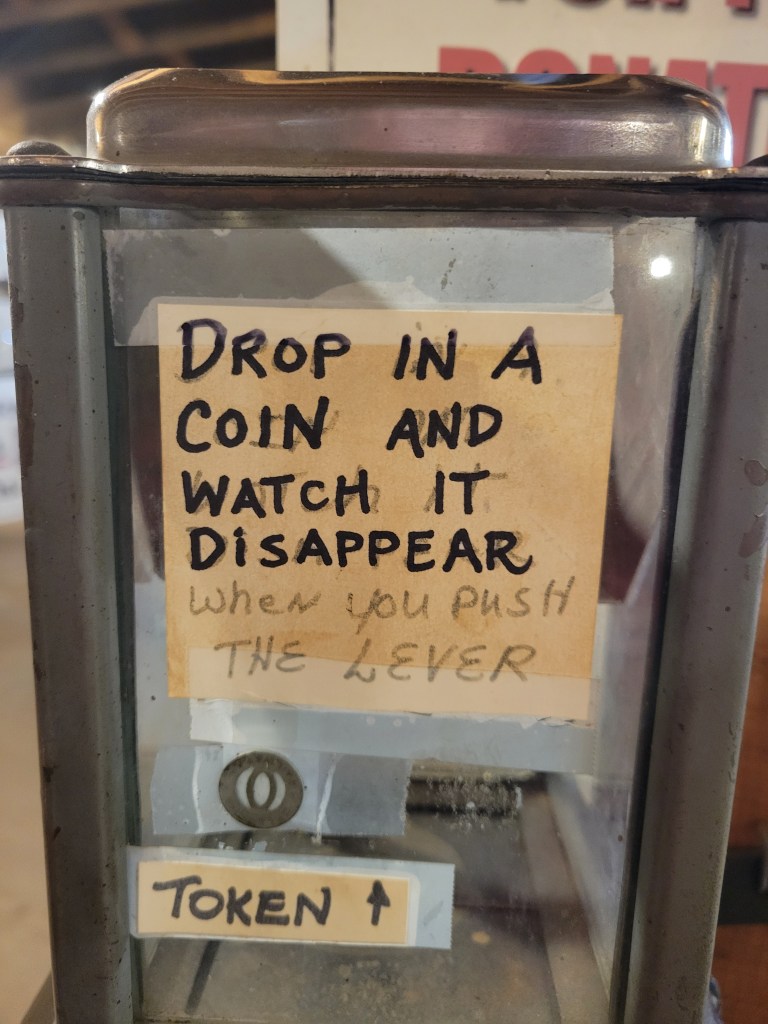 DROP IN A
COIN AND
WATCH IT
DiSAPPEAR
WheN YOU PUSH
THE LEVER
TOKEN ↑